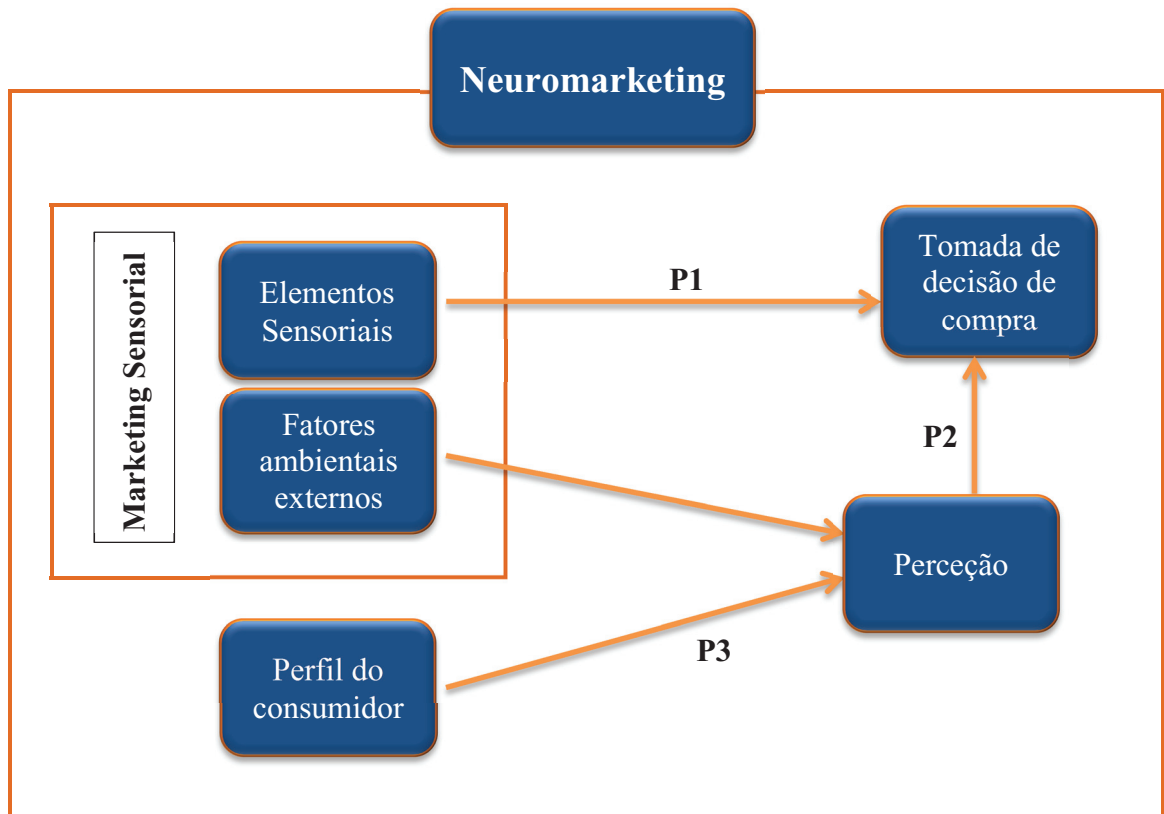 Neuromarketing
Marketing Sensorial
Elementos
Sensoriais
P1
Tomada de
decisão de
compra
Fatores
ambientais
externos
P2
Perceção
P3
Perfil do
consumidor